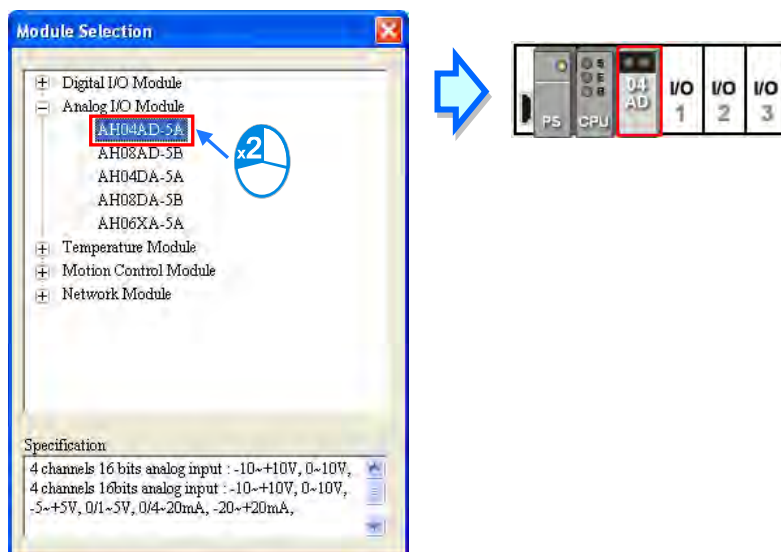 Module Selection
Digital I/O Module
Analog I/O Module
AH04AD-5A
AH08AD-5B
AH04DA-5A
AH08DA-5B
AH06XA-5A
Temperature Module
Motion Control Module
Network Module
x2
Specification
4 channels 16 bits analog input : -10~+10V, 0~10V,
4 channels 16bits analog input : -10~+10V, 0~10V,
-5~+5V, 0/1~5V, 0/4~20mA, -20~+20mA,
PS
CPU
04
AD
I/O
1
I/O
2
I/O
3